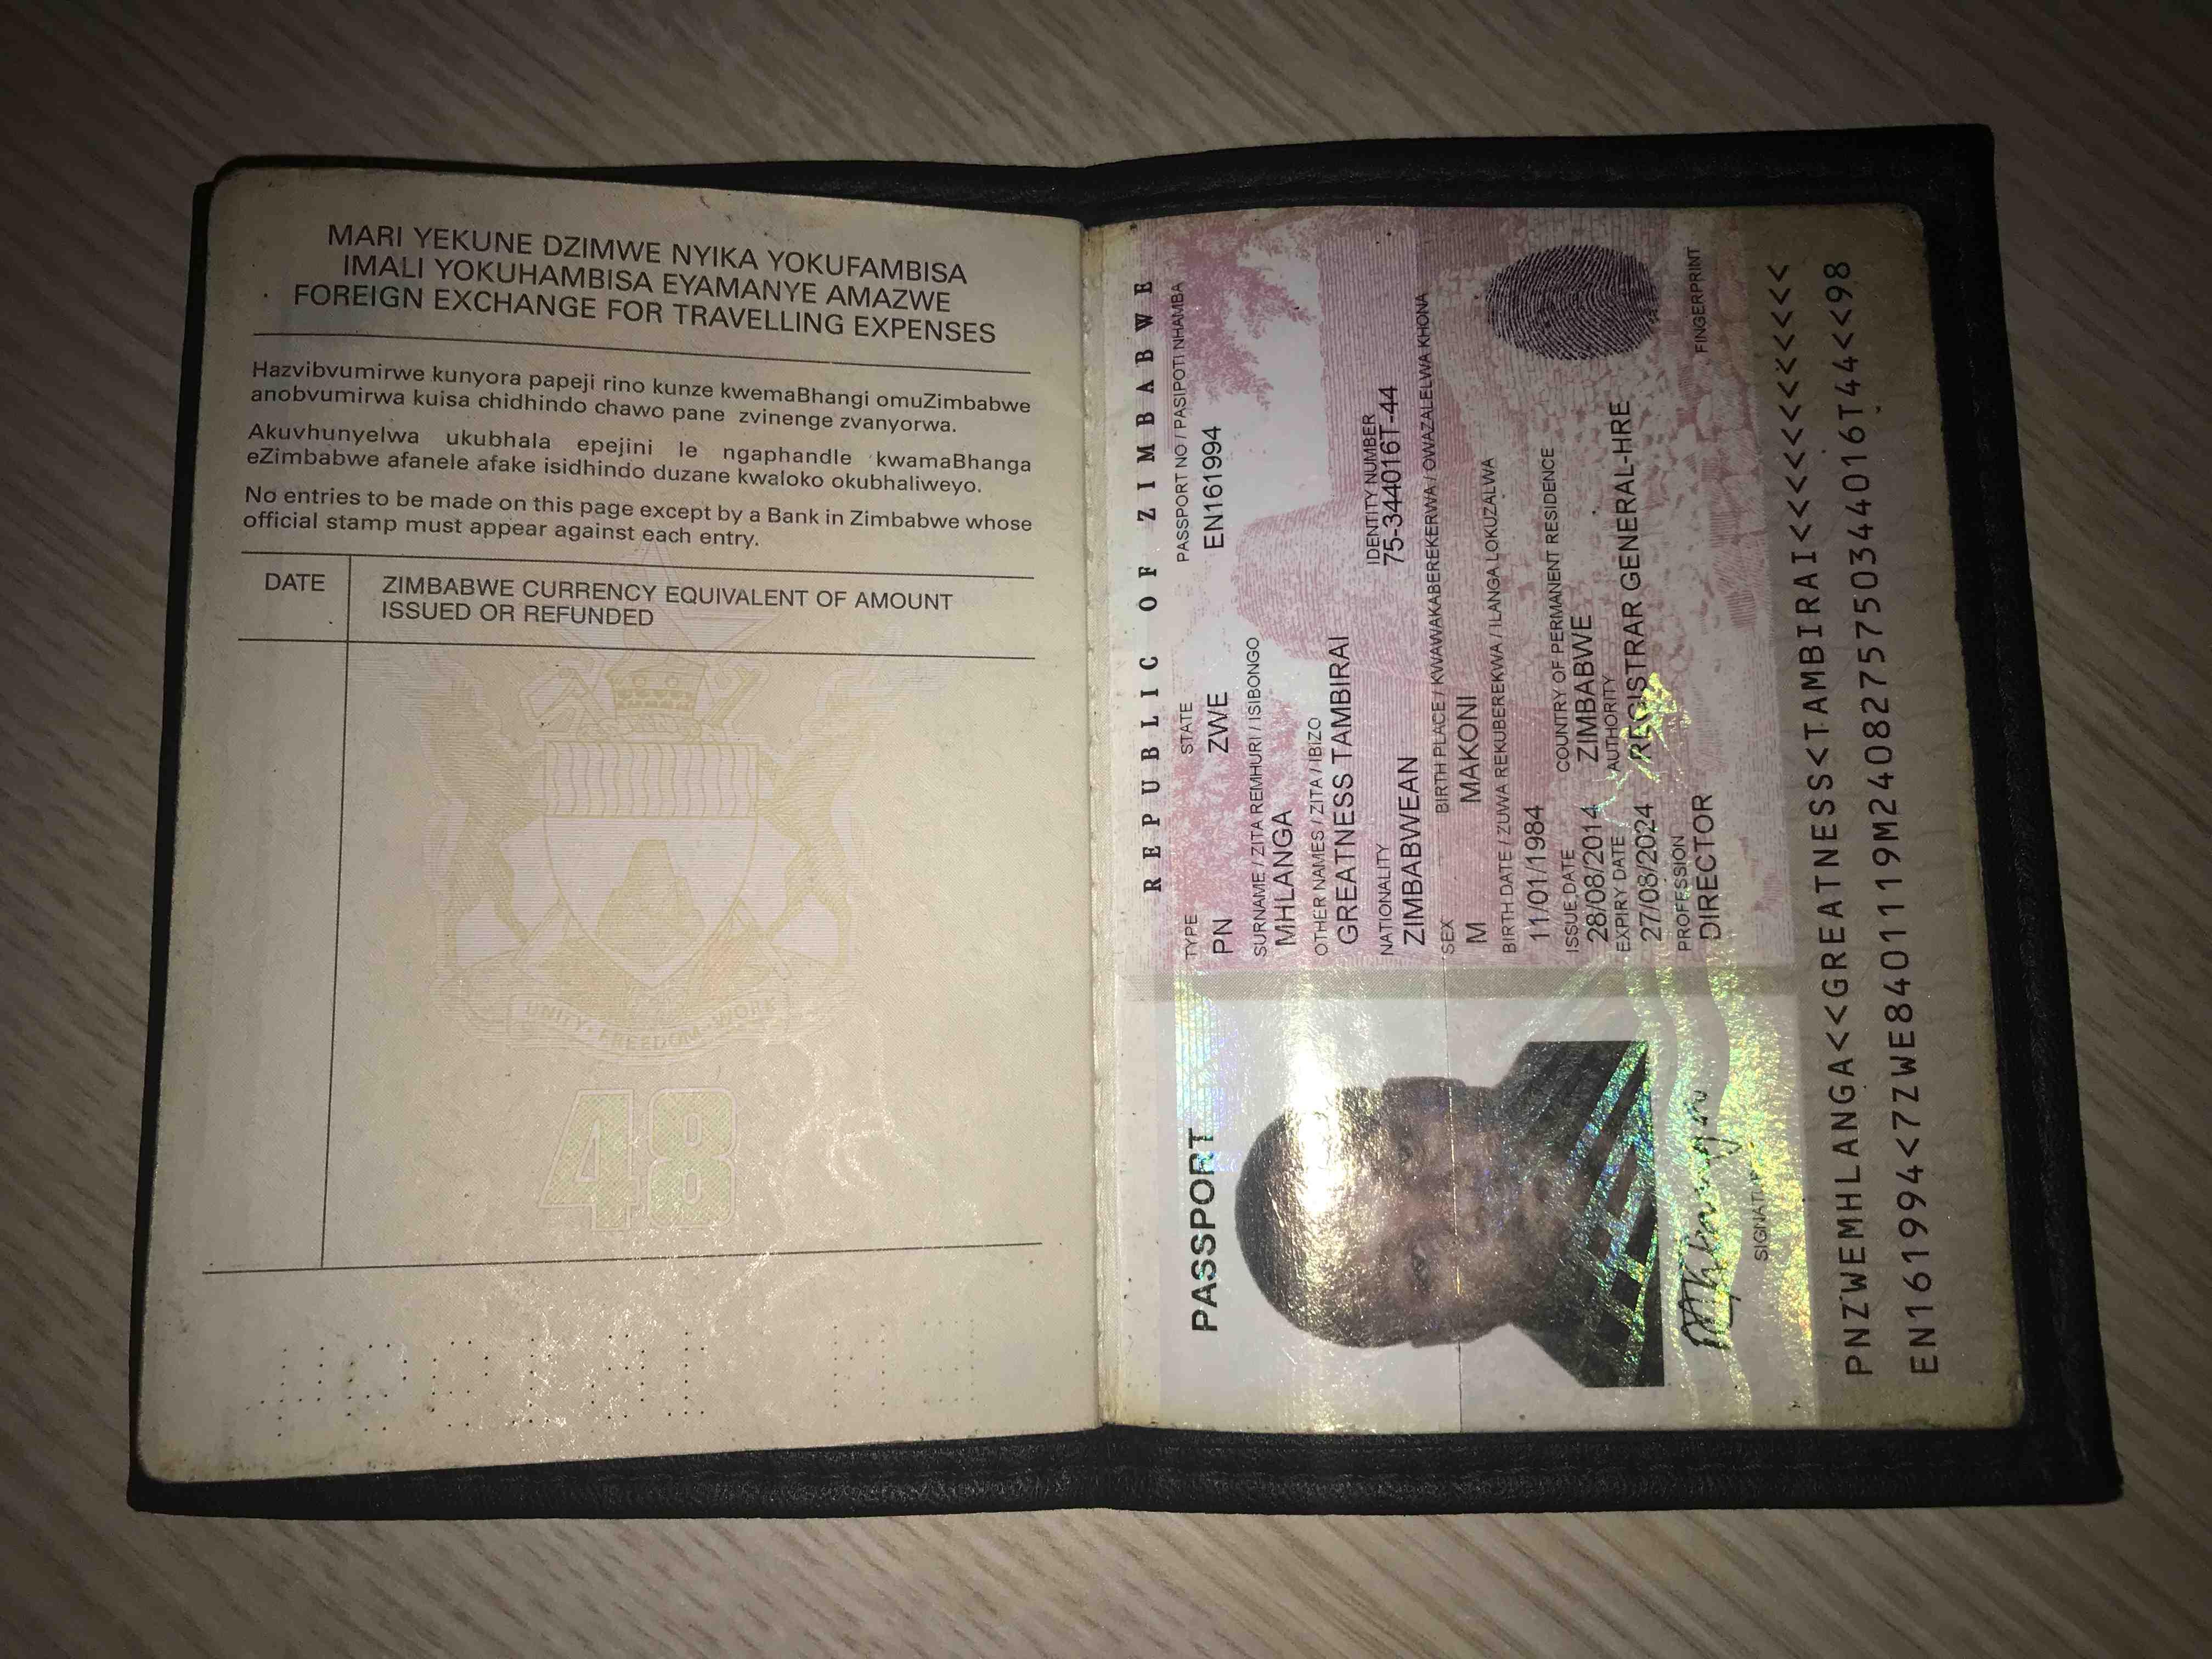 MARI YEKUNE DZIMWE NYIKA YOKUFAMBISA
IMALI YOKUHAMBISA EYAMANYE AMAZWE
FOREIGN EXCHANGE FOR TRAVELLING EXPENSES
Hazvibvumirwe kunyora papeji rino kunze kwemaBhangi omuZimbabwe
anobvumirwa kuisa chidhindo chawo pane zvinenge zvanyorwa.
Akuvhunyelwa ukubhala epejini le ngaphandle kwamaBhanga
eZimbabwe afanele afake isidhindo duzane kwaloko okubhaliweyo.
No entries to be made on this page except by a Bank in Zimbabwe whose
official stamp must appear against each entry.
DATE
ZIMBABWE CURRENCY EQUIVALENT OF AMOUNT
ISSUED OR REFUNDED
UNITY · FREEDOM · WORK
48
REPUBLIC OF ZIMBABWE
PASSPORT
TYPE STATE PASSPORT NO / PASIPOTI NHAMBA
PN ZWE EN161994
SURNAME / ZITA REMHURI / ISIBONGO
MHLANGA
OTHER NAMES / ZITA / IBIZO
GREATNESS TAMBIRAI
NATIONALITY IDENTITY NUMBER
ZIMBABWEAN 75-344016T-44
SEX BIRTH PLACE / KWAWAKABEREKERWA / OWAZALELWA KHONA
M MAKONI
BIRTH DATE / ZUWA REKUBEREKWA / ILANGA LOKUZALWA
11/01/1984
ISSUE DATE COUNTRY OF PERMANENT RESIDENCE
28/08/2014 ZIMBABWE
EXPIRY DATE AUTHORITY
27/08/2024 REGISTRAR GENERAL-HRE
PROFESSION
DIRECTOR
FINGERPRINT
SIGNATURE
PNZWEMHLANGA<<GREATNESS<TAMBIRAI<<<<<<<<<<<<
EN161994<7ZWE8401119M240827575034 4016T44<<98